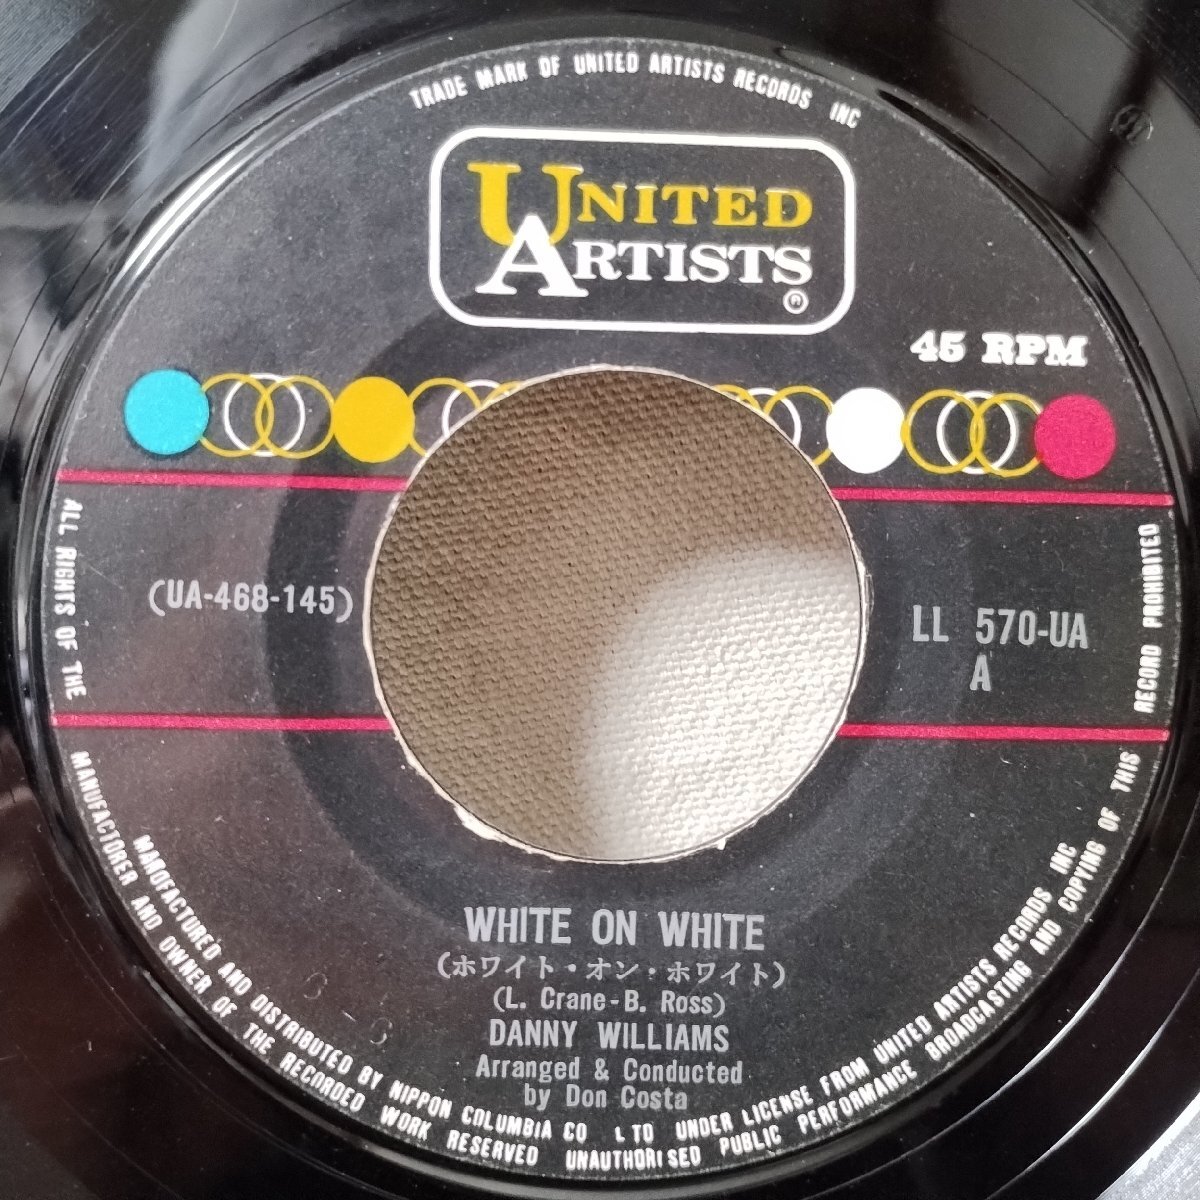 TRADE MARK OF UNITED ARTISTS RECORDS INC
UNITED
ARTISTS
®
45 RPM
(UA-468-145)
LL 570-UA
A
WHITE ON WHITE
(ホワイト・オン・ホワイト)
(L. Crane-B. Ross)
DANNY WILLIAMS
Arranged & Conducted
by Don Costa
MANUFACTURED AND DISTRIBUTED BY NIPPON COLUMBIA CO LTD UNDER LICENSE FROM UNITED ARTISTS RECORDS INC
ALL RIGHTS OF THE MANUFACTORER AND OWNER OF THE RECORDED WORK RESERVED UNAUTHORISED PUBLIC PERFORMANCE BROADCASTING AND COPYING OF THIS RECORD PROHIBITED